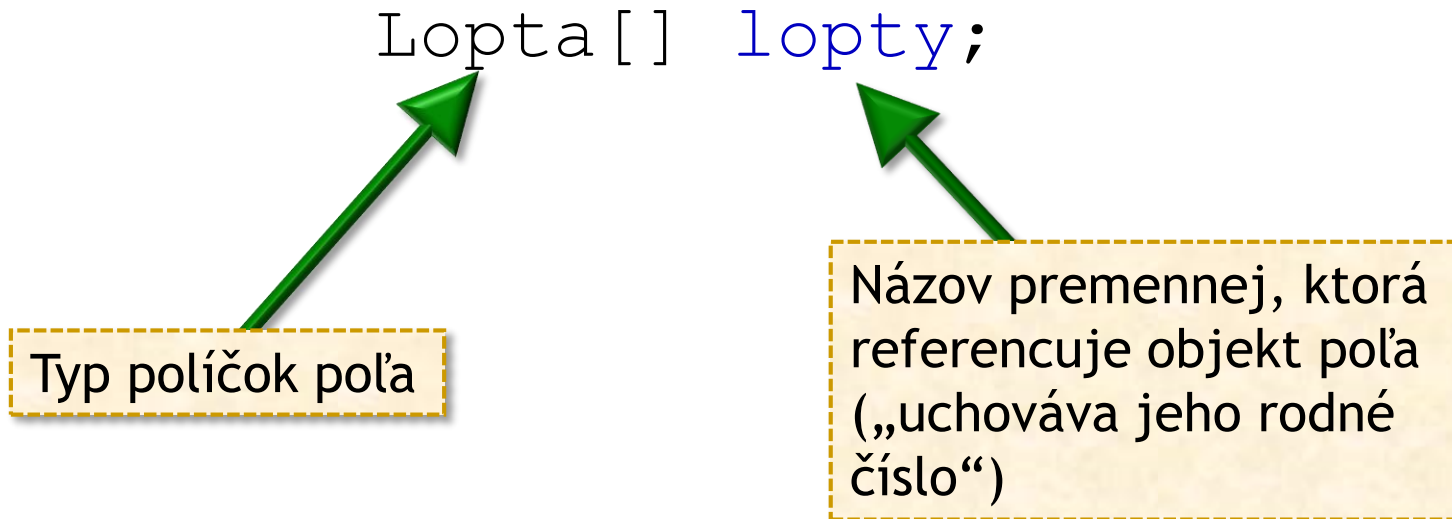 Lopta[] lopty;
Typ políčok poľa
Názov premennej, ktorá
referencuje objekt poľa
(„uchováva jeho rodné
číslo“)